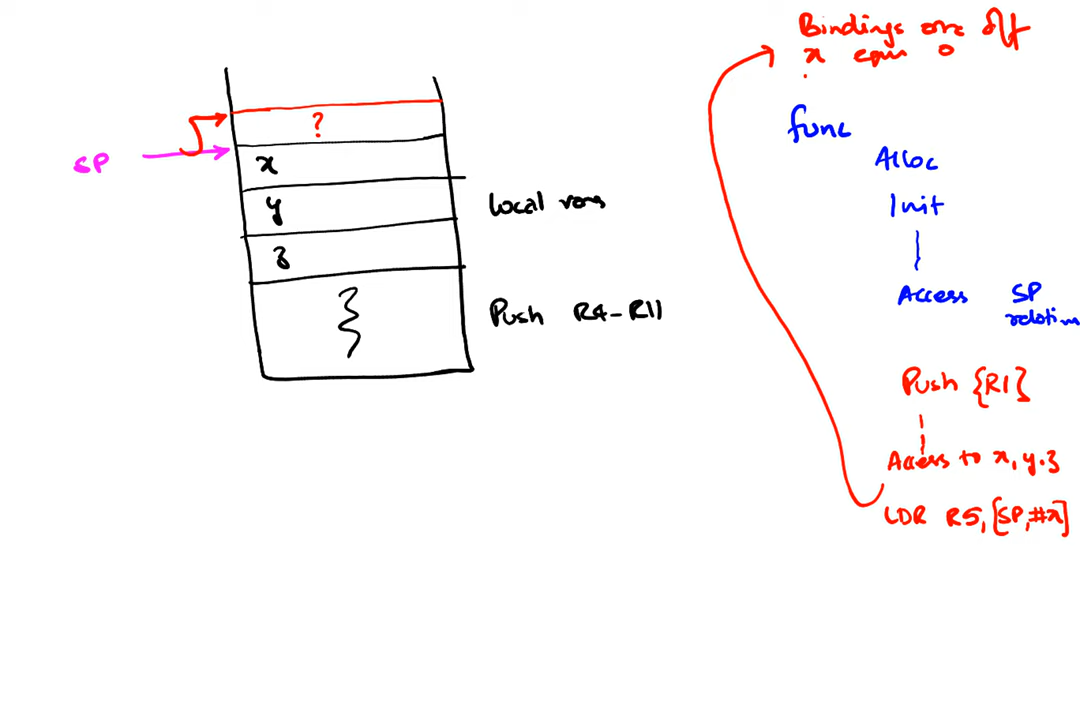 Bindings are off
x equ 0
?
SP
x
func
Alloc
y
local vars
Init
z
Access SP
relative
Push R4-R11
Push {R1}
Access to x, y, z
LDR R5, [SP, #x]